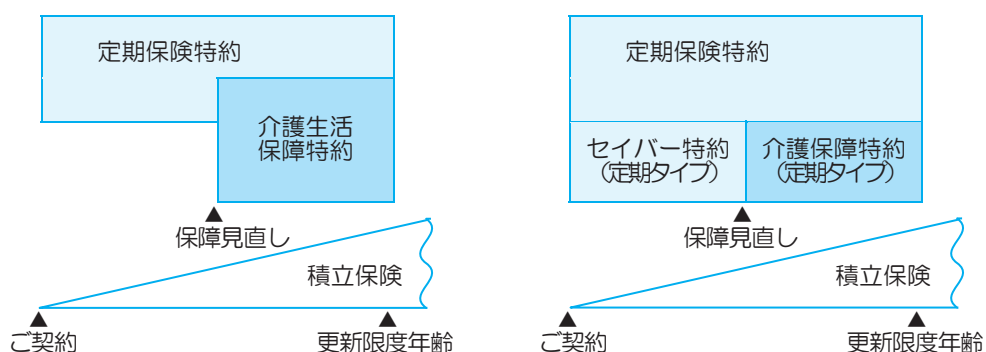 定期保険特約
介護生活
保障特約
▲
保障見直し
積立保険
▲
ご契約
▲
更新限度年齢
定期保険特約
セイバー特約
（定期タイプ）
介護保障特約
（定期タイプ）
▲
保障見直し
積立保険
▲
ご契約
▲
更新限度年齢